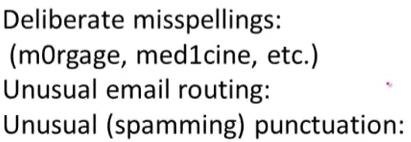 Deliberate misspellings:
(m0rgage, med1cine, etc.)
Unusual email routing:
Unusual (spamming) punctuation: